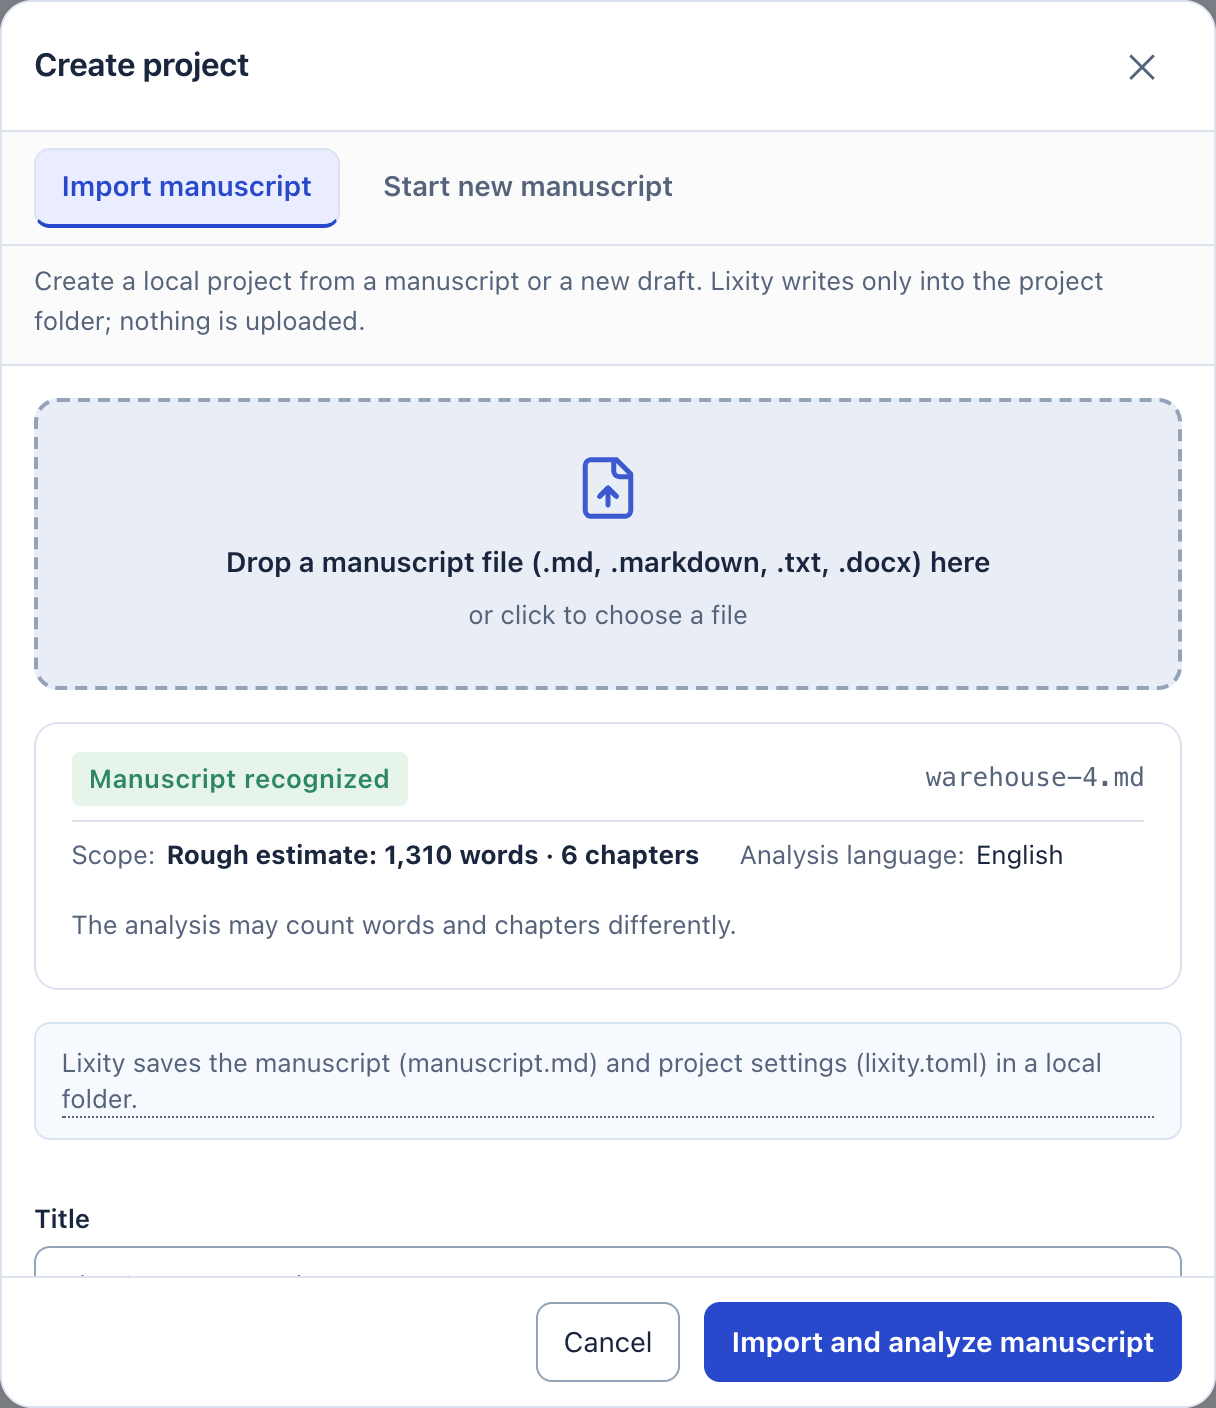 Create project
Import manuscript
Start new manuscript
Create a local project from a manuscript or a new draft. Lixity writes only into the project
folder; nothing is uploaded.
Drop a manuscript file (.md, .markdown, .txt, .docx) here
or click to choose a file
Manuscript recognized
warehouse-4.md
Scope: Rough estimate: 1,310 words · 6 chapters Analysis language: English
The analysis may count words and chapters differently.
Lixity saves the manuscript (manuscript.md) and project settings (lixity.toml) in a local
folder.
Title
Cancel
Import and analyze manuscript